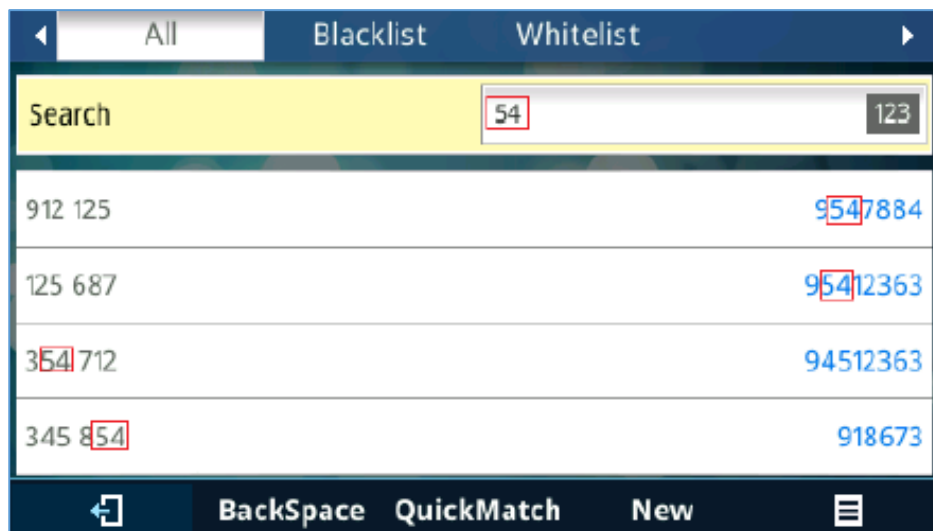 All Blacklist Whitelist
Search 54 123
912 125 9547884
125 687 95412363
354 712 94512363
345 854 918673
BackSpace QuickMatch New